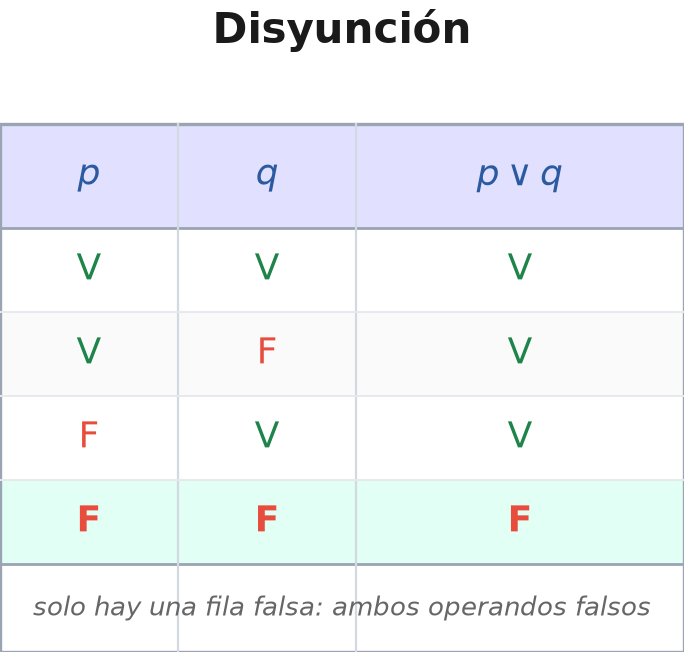 Disyunción
p q p ∨ q
V V V
V F V
F V V
F F F
solo hay una fila falsa: ambos operandos falsos